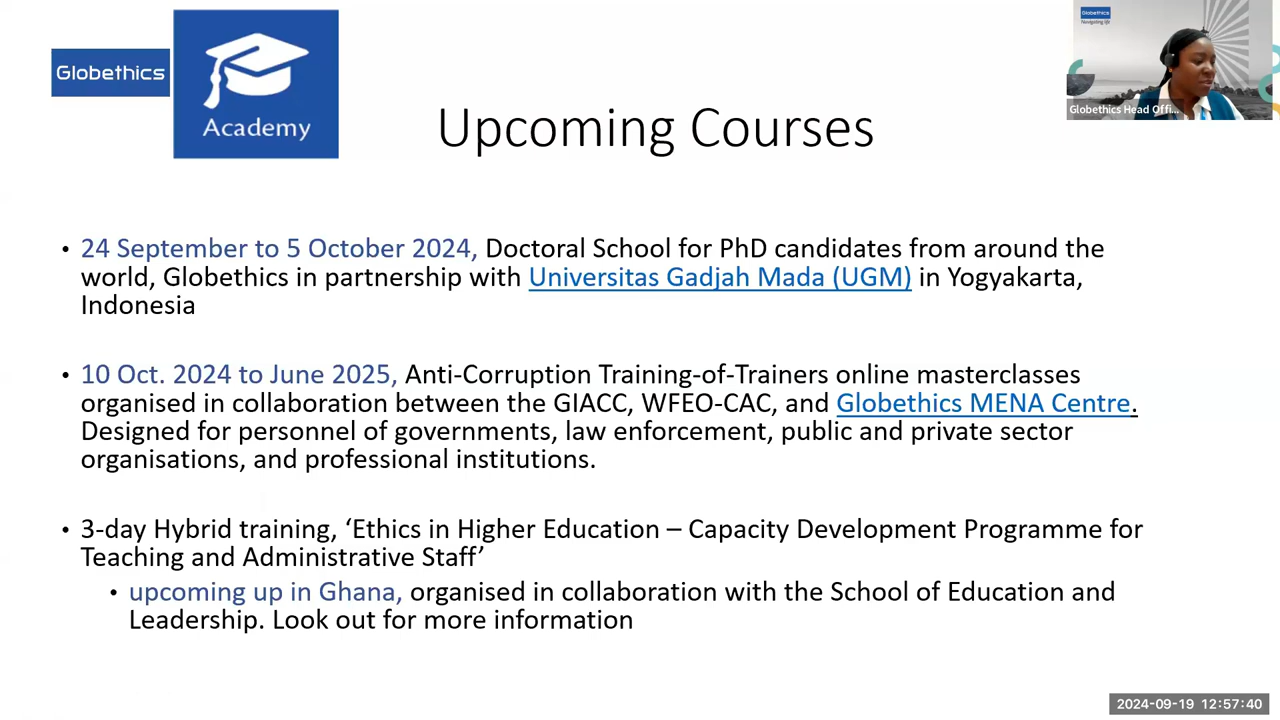 Globethics
Academy
Globethics
Globethics Head Offi...
Upcoming Courses
• 24 September to 5 October 2024, Doctoral School for PhD candidates from around the
world, Globethics in partnership with Universitas Gadjah Mada (UGM) in Yogyakarta,
Indonesia
• 10 Oct. 2024 to June 2025, Anti-Corruption Training-of-Trainers online masterclasses
organised in collaboration between the GIACC, WFEO-CAC, and Globethics MENA Centre.
Designed for personnel of governments, law enforcement, public and private sector
organisations, and professional institutions.
• 3-day Hybrid training, ‘Ethics in Higher Education – Capacity Development Programme for
Teaching and Administrative Staff’
• upcoming up in Ghana, organised in collaboration with the School of Education and
Leadership. Look out for more information
2024-09-19 12:57:40